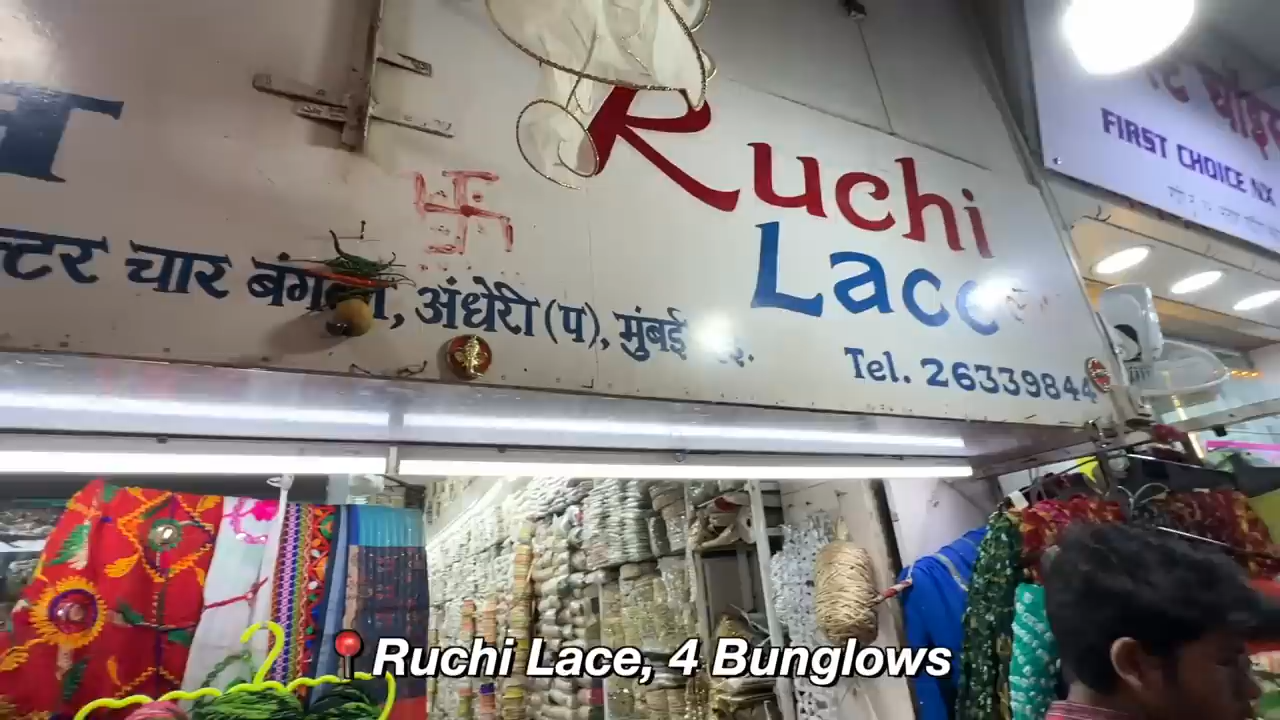 Ruchi
Lace
टर चार बंगला, अंधेरी (प), मुंबई
Tel. 26339844
FIRST CHOICE NX
📍Ruchi Lace, 4 Bunglows